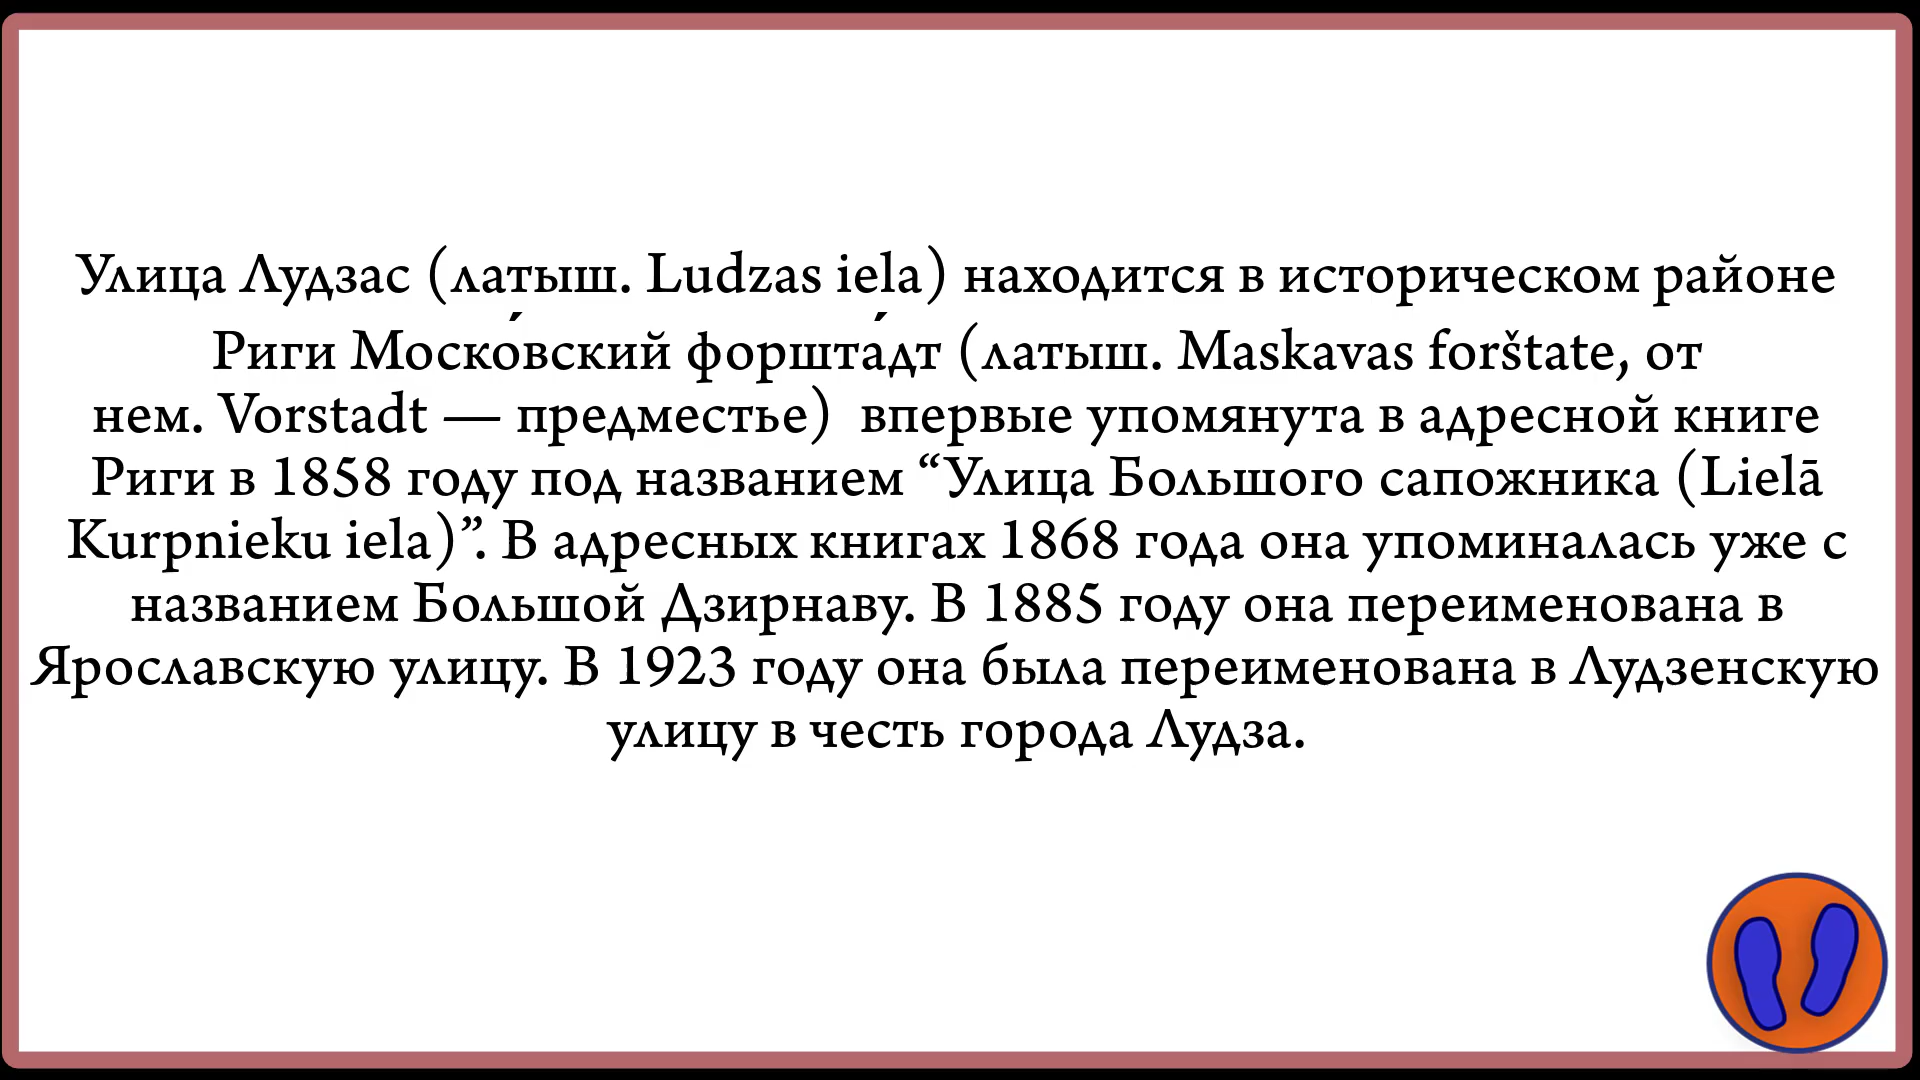 Улица Лудзас (латыш. Ludzas iela) находится в историческом районе
Риги Моско́вский форшта́дт (латыш. Maskavas forštate, от
нем. Vorstadt — предместье)  впервые упомянута в адресной книге
Риги в 1858 году под названием “Улица Большого сапожника (Lielā
Kurpnieku iela)”. В адресных книгах 1868 года она упоминалась уже с
названием Большой Дзирнаву. В 1885 году она переименована в
Ярославскую улицу. В 1923 году она была переименована в Лудзенскую
улицу в честь города Лудза.